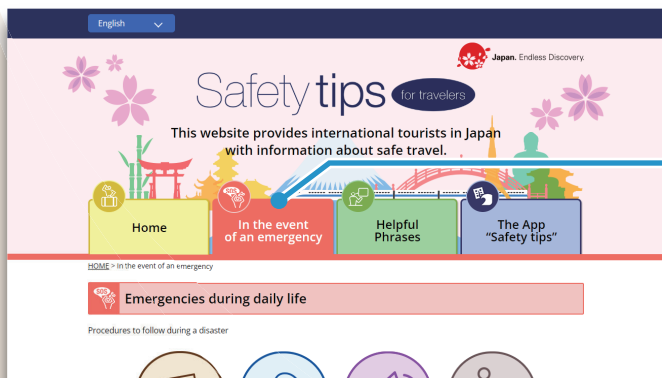 English
Japan. Endless Discovery.
Safety tips for travelers
This website provides international tourists in Japan
with information about safe travel.
SOS
Home
In the event
of an emergency
Helpful
Phrases
The App
“Safety tips”
HOME > In the event of an emergency
SOS
Emergencies during daily life
Procedures to follow during a disaster